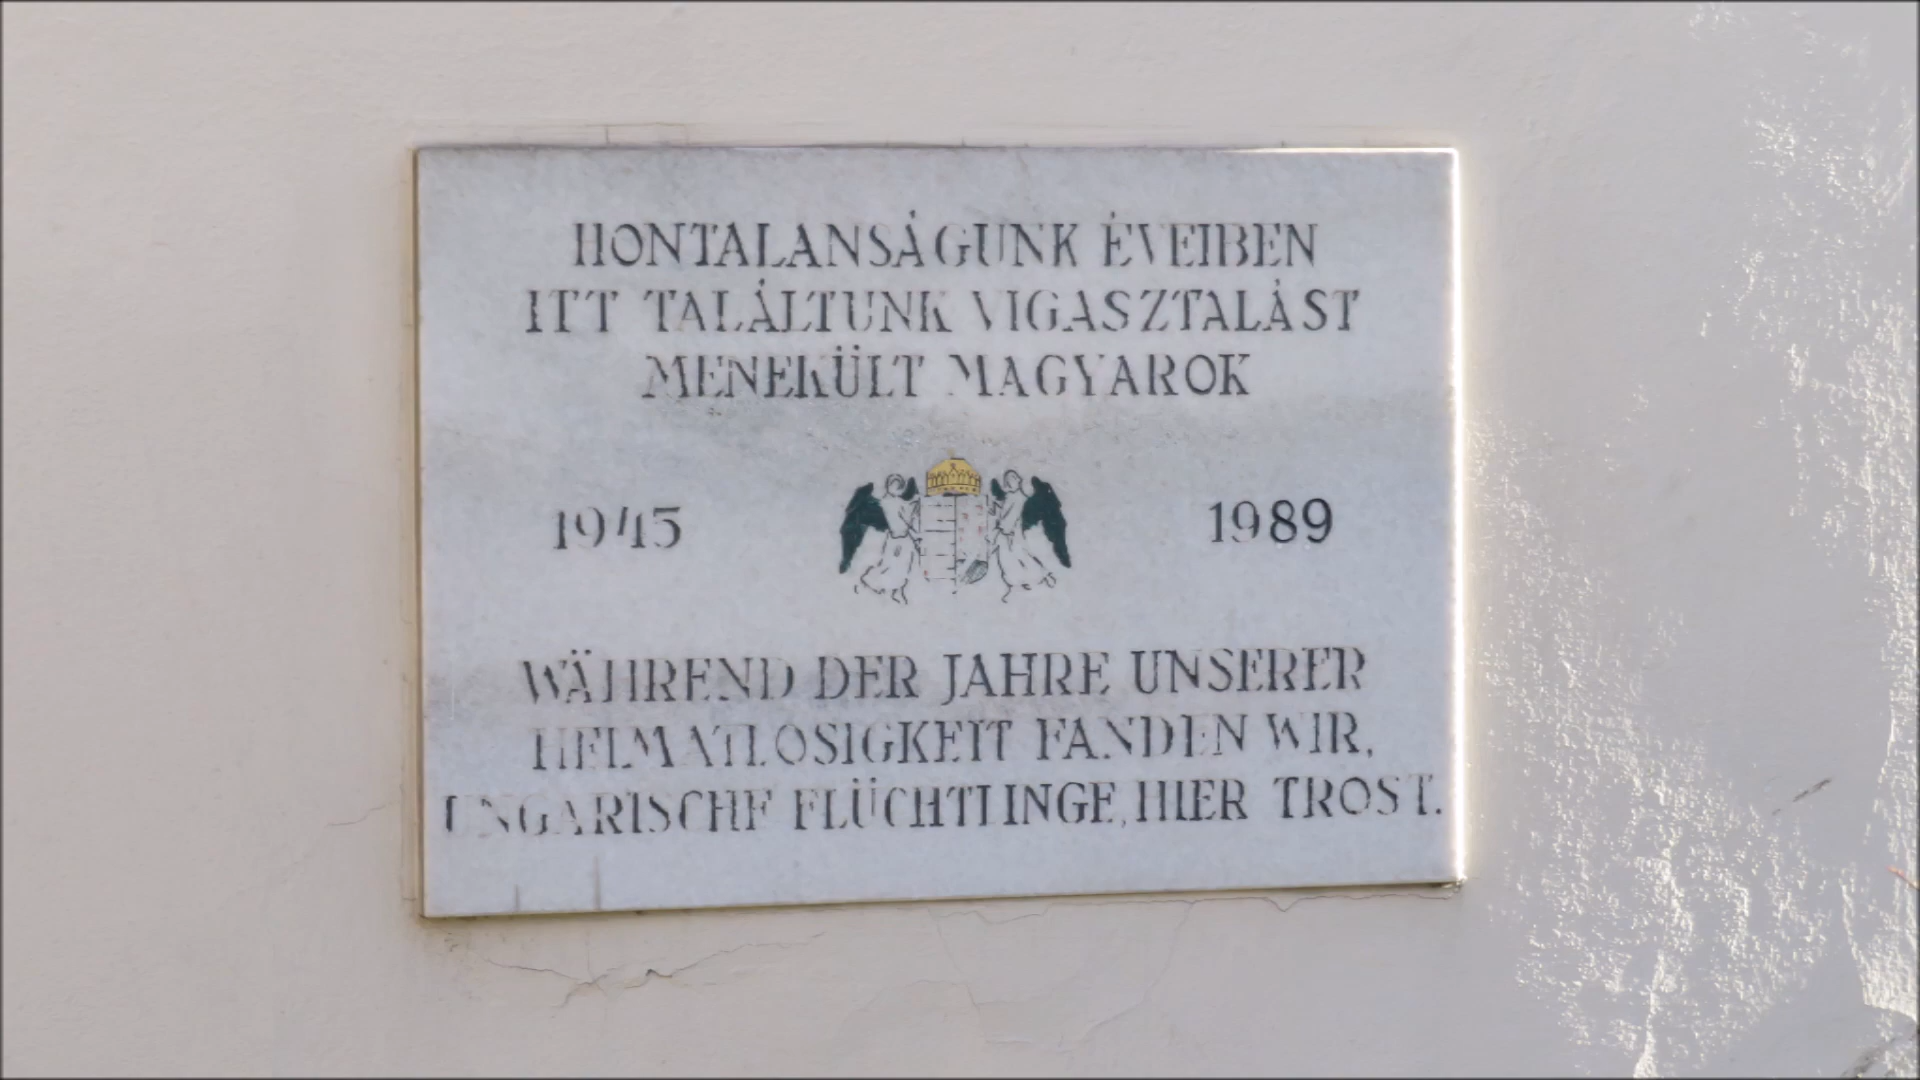 HONTALANSÁGUNK ÉVEIBEN
ITT TALÁLTUNK VIGASZTALÁST
MENEKÜLT MAGYAROK
1945 1989
WÄHREND DER JAHRE UNSERER
HEIMATLOSIGKEIT FANDEN WIR,
UNGARISCHE FLÜCHTLINGE, HIER TROST.